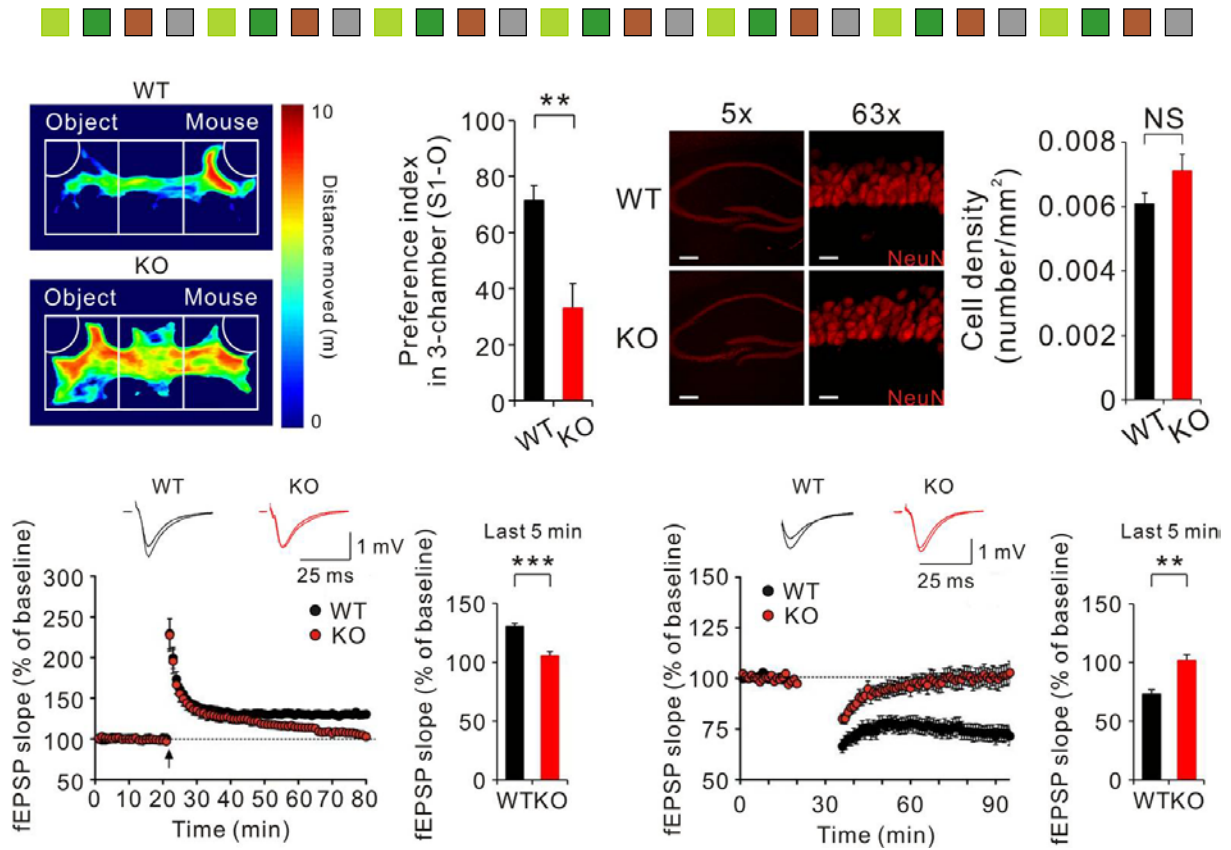 WT
Object Mouse
KO
Object Mouse
10
Distance moved (m)
0
**
Preference index
in 3-chamber (S1-O)
100
80
60
40
20
0
WT KO
5x 63x
WT
NeuN
KO
NeuN
NS
Cell density
(number/mm²)
0.008
0.006
0.004
0.002
0
WT KO
WT KO
1 mV
25 ms
fEPSP slope (% of baseline)
300
250
200
150
100
50
WT
KO
0 10 20 30 40 50 60 70 80
Time (min)
Last 5 min
***
fEPSP slope (% of baseline)
150
100
50
0
WTKO
WT KO
1 mV
25 ms
fEPSP slope (% of baseline)
150
125
100
75
50
WT
KO
0 30 60 90
Time (min)
Last 5 min
**
fEPSP slope (% of baseline)
150
100
50
0
WTKO